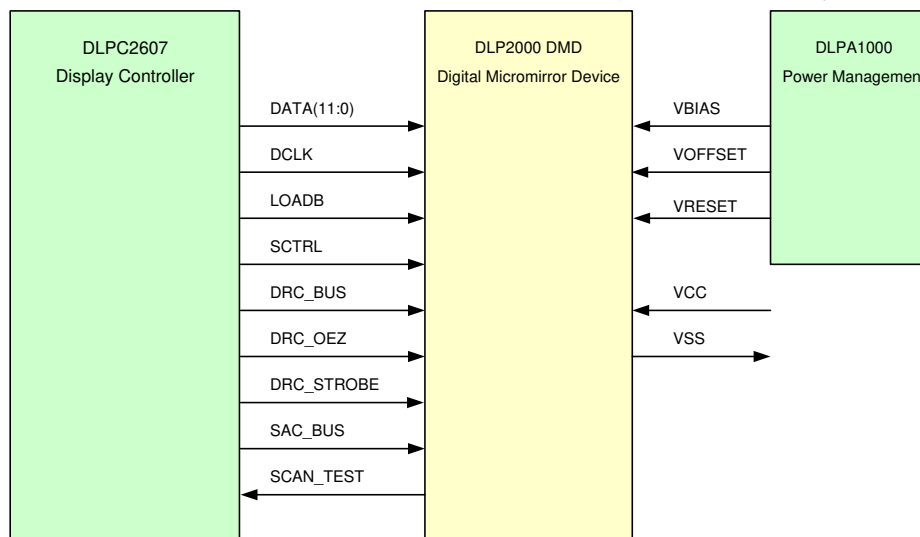 DLPC2607
Display Controller
DLP2000 DMD
Digital Micromirror Device
DLPA1000
Power Managemen
DATA(11:0)
DCLK
LOADB
SCTRL
DRC_BUS
DRC_OEZ
DRC_STROBE
SAC_BUS
SCAN_TEST
VBIAS
VOFFSET
VRESET
VCC
VSS